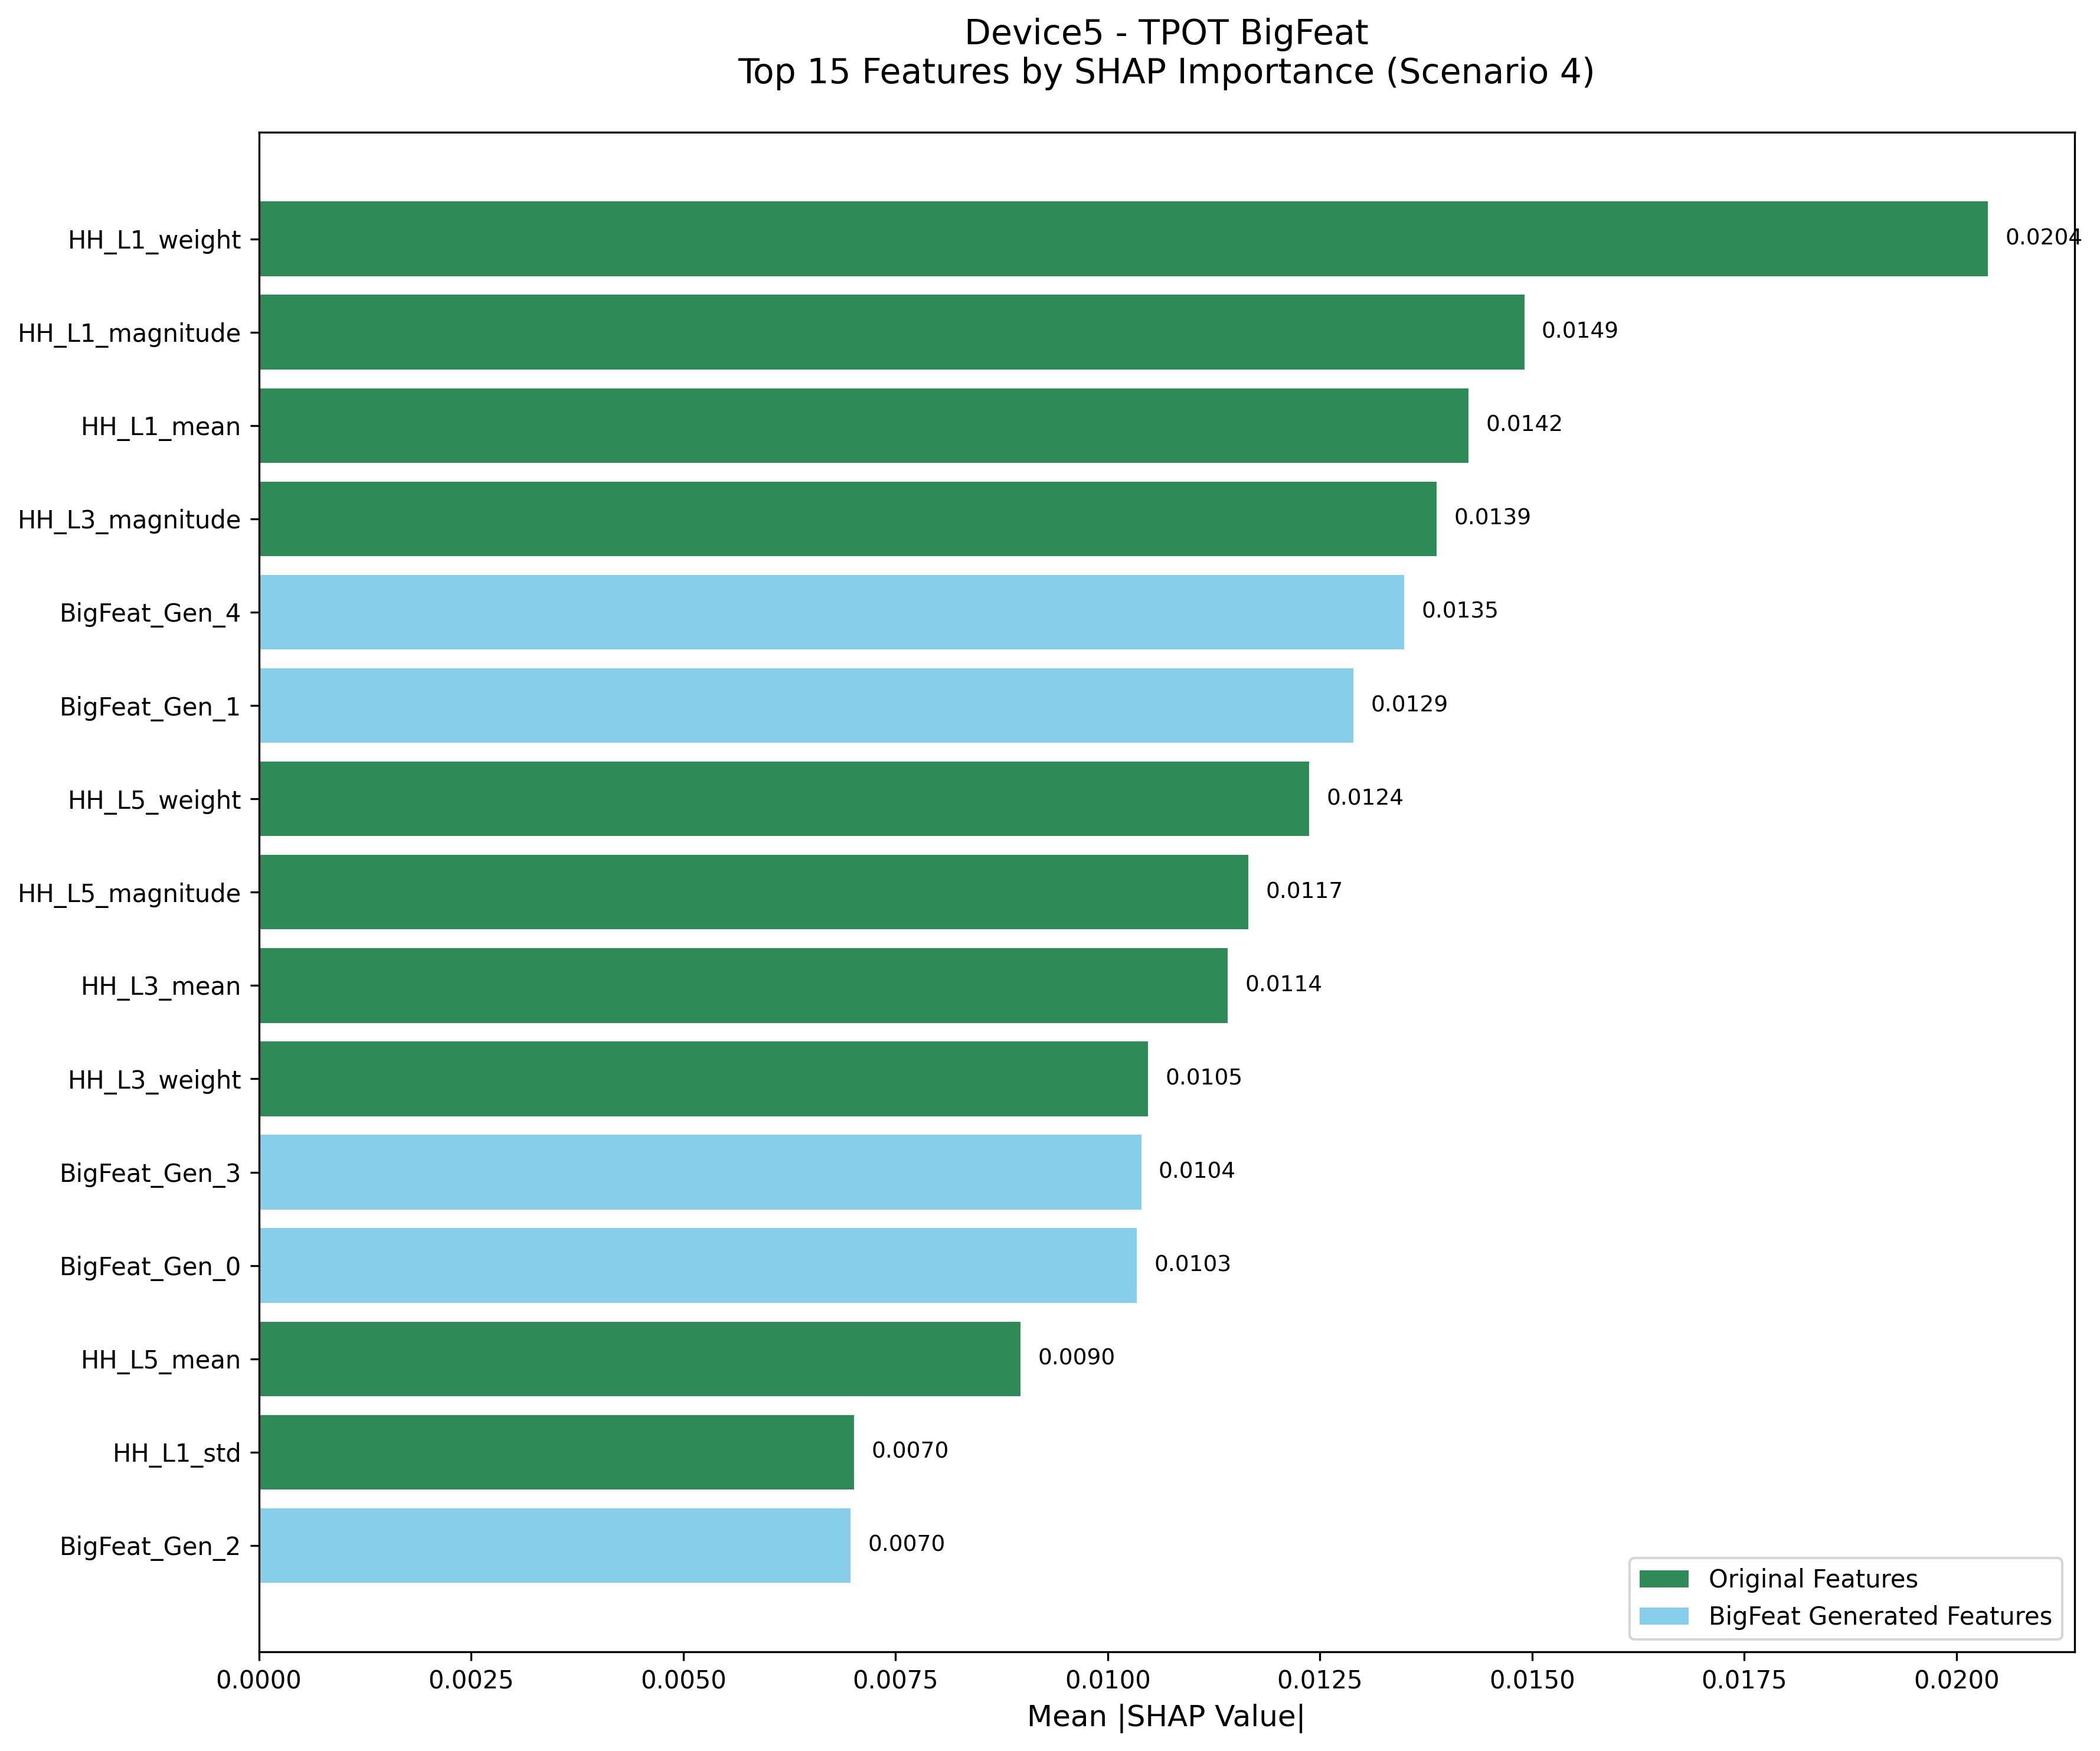 Device5 - TPOT BigFeat
Top 15 Features by SHAP Importance (Scenario 4)
HH_L1_weight 0.0204
HH_L1_magnitude 0.0149
HH_L1_mean 0.0142
HH_L3_magnitude 0.0139
BigFeat_Gen_4 0.0135
BigFeat_Gen_1 0.0129
HH_L5_weight 0.0124
HH_L5_magnitude 0.0117
HH_L3_mean 0.0114
HH_L3_weight 0.0105
BigFeat_Gen_3 0.0104
BigFeat_Gen_0 0.0103
HH_L5_mean 0.0090
HH_L1_std 0.0070
BigFeat_Gen_2 0.0070
Original Features
BigFeat Generated Features
0.0000 0.0025 0.0050 0.0075 0.0100 0.0125 0.0150 0.0175 0.0200
Mean |SHAP Value|